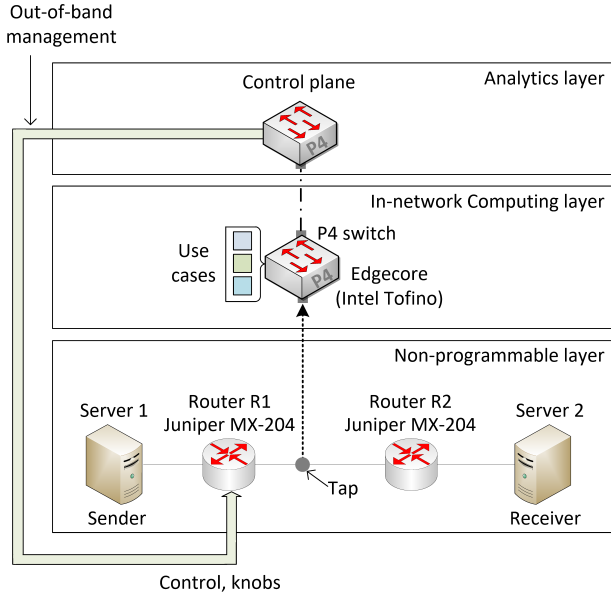 Out-of-band
management
Control plane
Analytics layer
P4
In-network Computing layer
P4 switch
Use
cases
P4
Edgecore
(Intel Tofino)
Non-programmable layer
Server 1
Router R1
Juniper MX-204
Router R2
Juniper MX-204
Server 2
Tap
Sender
Receiver
Control, knobs